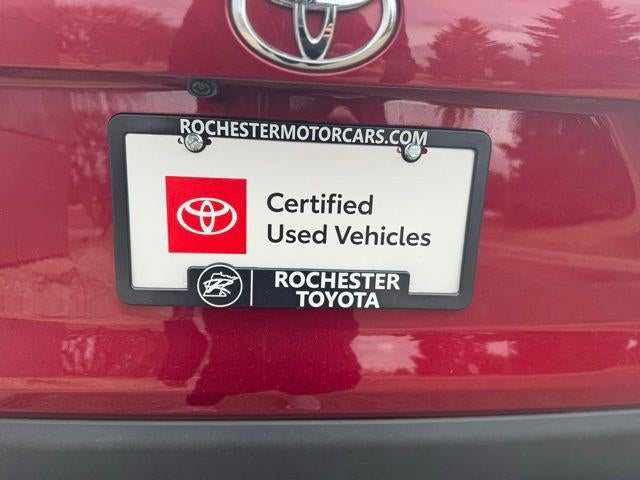 ROCHESTERMOTORCARS.COM
Certified
Used Vehicles
ROCHESTER
TOYOTA